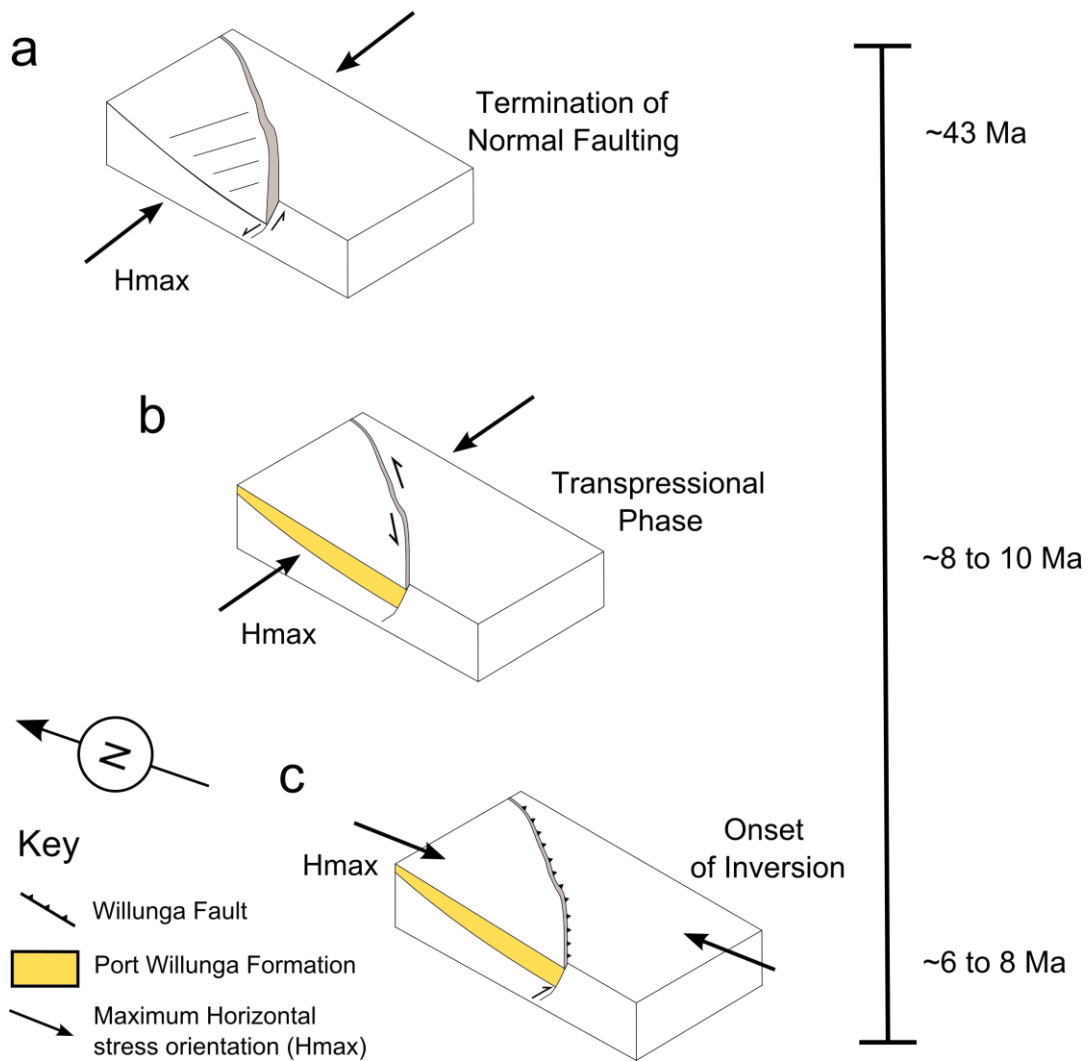 a
Termination of
Normal Faulting
~43 Ma
Hmax
b
Transpressional
Phase
~8 to 10 Ma
Hmax
N
c
Hmax
Onset
of Inversion
~6 to 8 Ma
Key
Willunga Fault
Port Willunga Formation
Maximum Horizontal
stress orientation (Hmax)